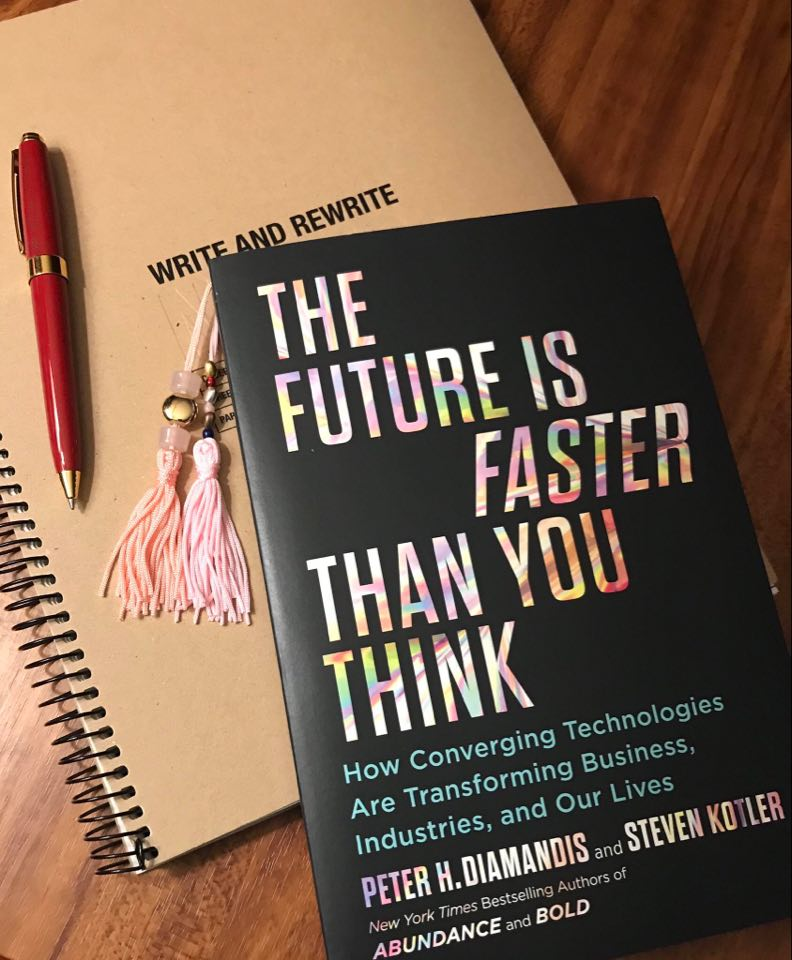 WRITE AND REWRITE
THE
FUTURE IS
FASTER
THAN YOU
THINK
How Converging Technologies
Are Transforming Business,
Industries, and Our Lives
PETER H. DIAMANDIS and STEVEN KOTLER
New York Times Bestselling Authors of
ABUNDANCE and BOLD